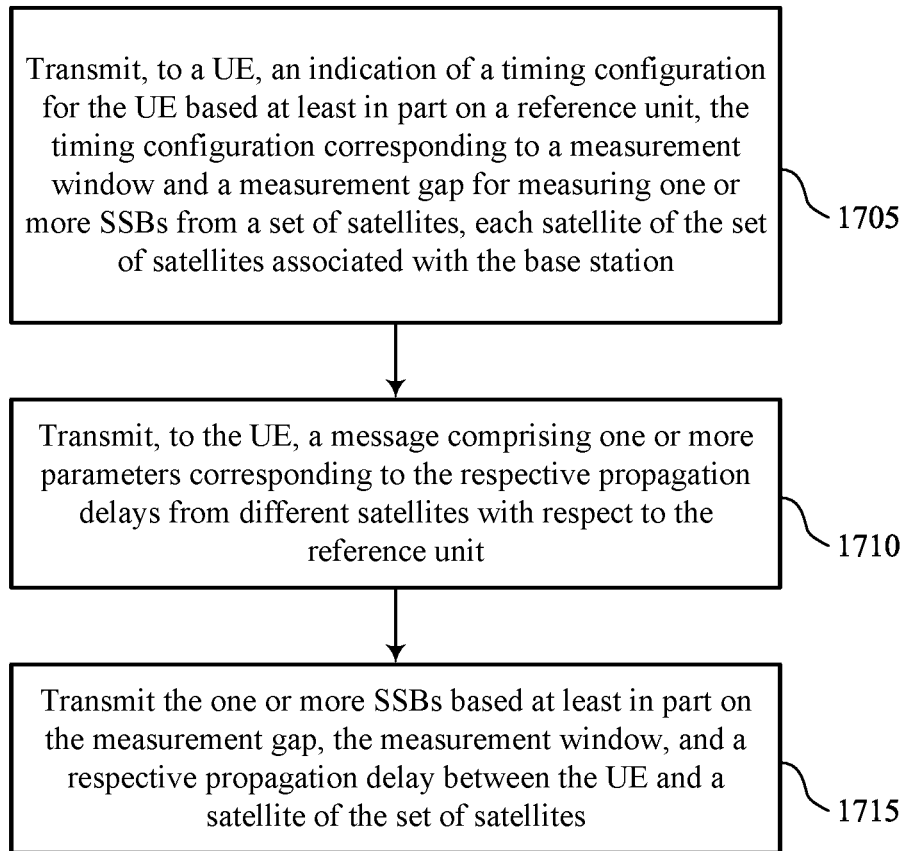 Transmit, to a UE, an indication of a timing configuration
for the UE based at least in part on a reference unit, the
timing configuration corresponding to a measurement
window and a measurement gap for measuring one or
more SSBs from a set of satellites, each satellite of the set
of satellites associated with the base station
1705
Transmit, to the UE, a message comprising one or more
parameters corresponding to the respective propagation
delays from different satellites with respect to the
reference unit
1710
Transmit the one or more SSBs based at least in part on
the measurement gap, the measurement window, and a
respective propagation delay between the UE and a
satellite of the set of satellites
1715